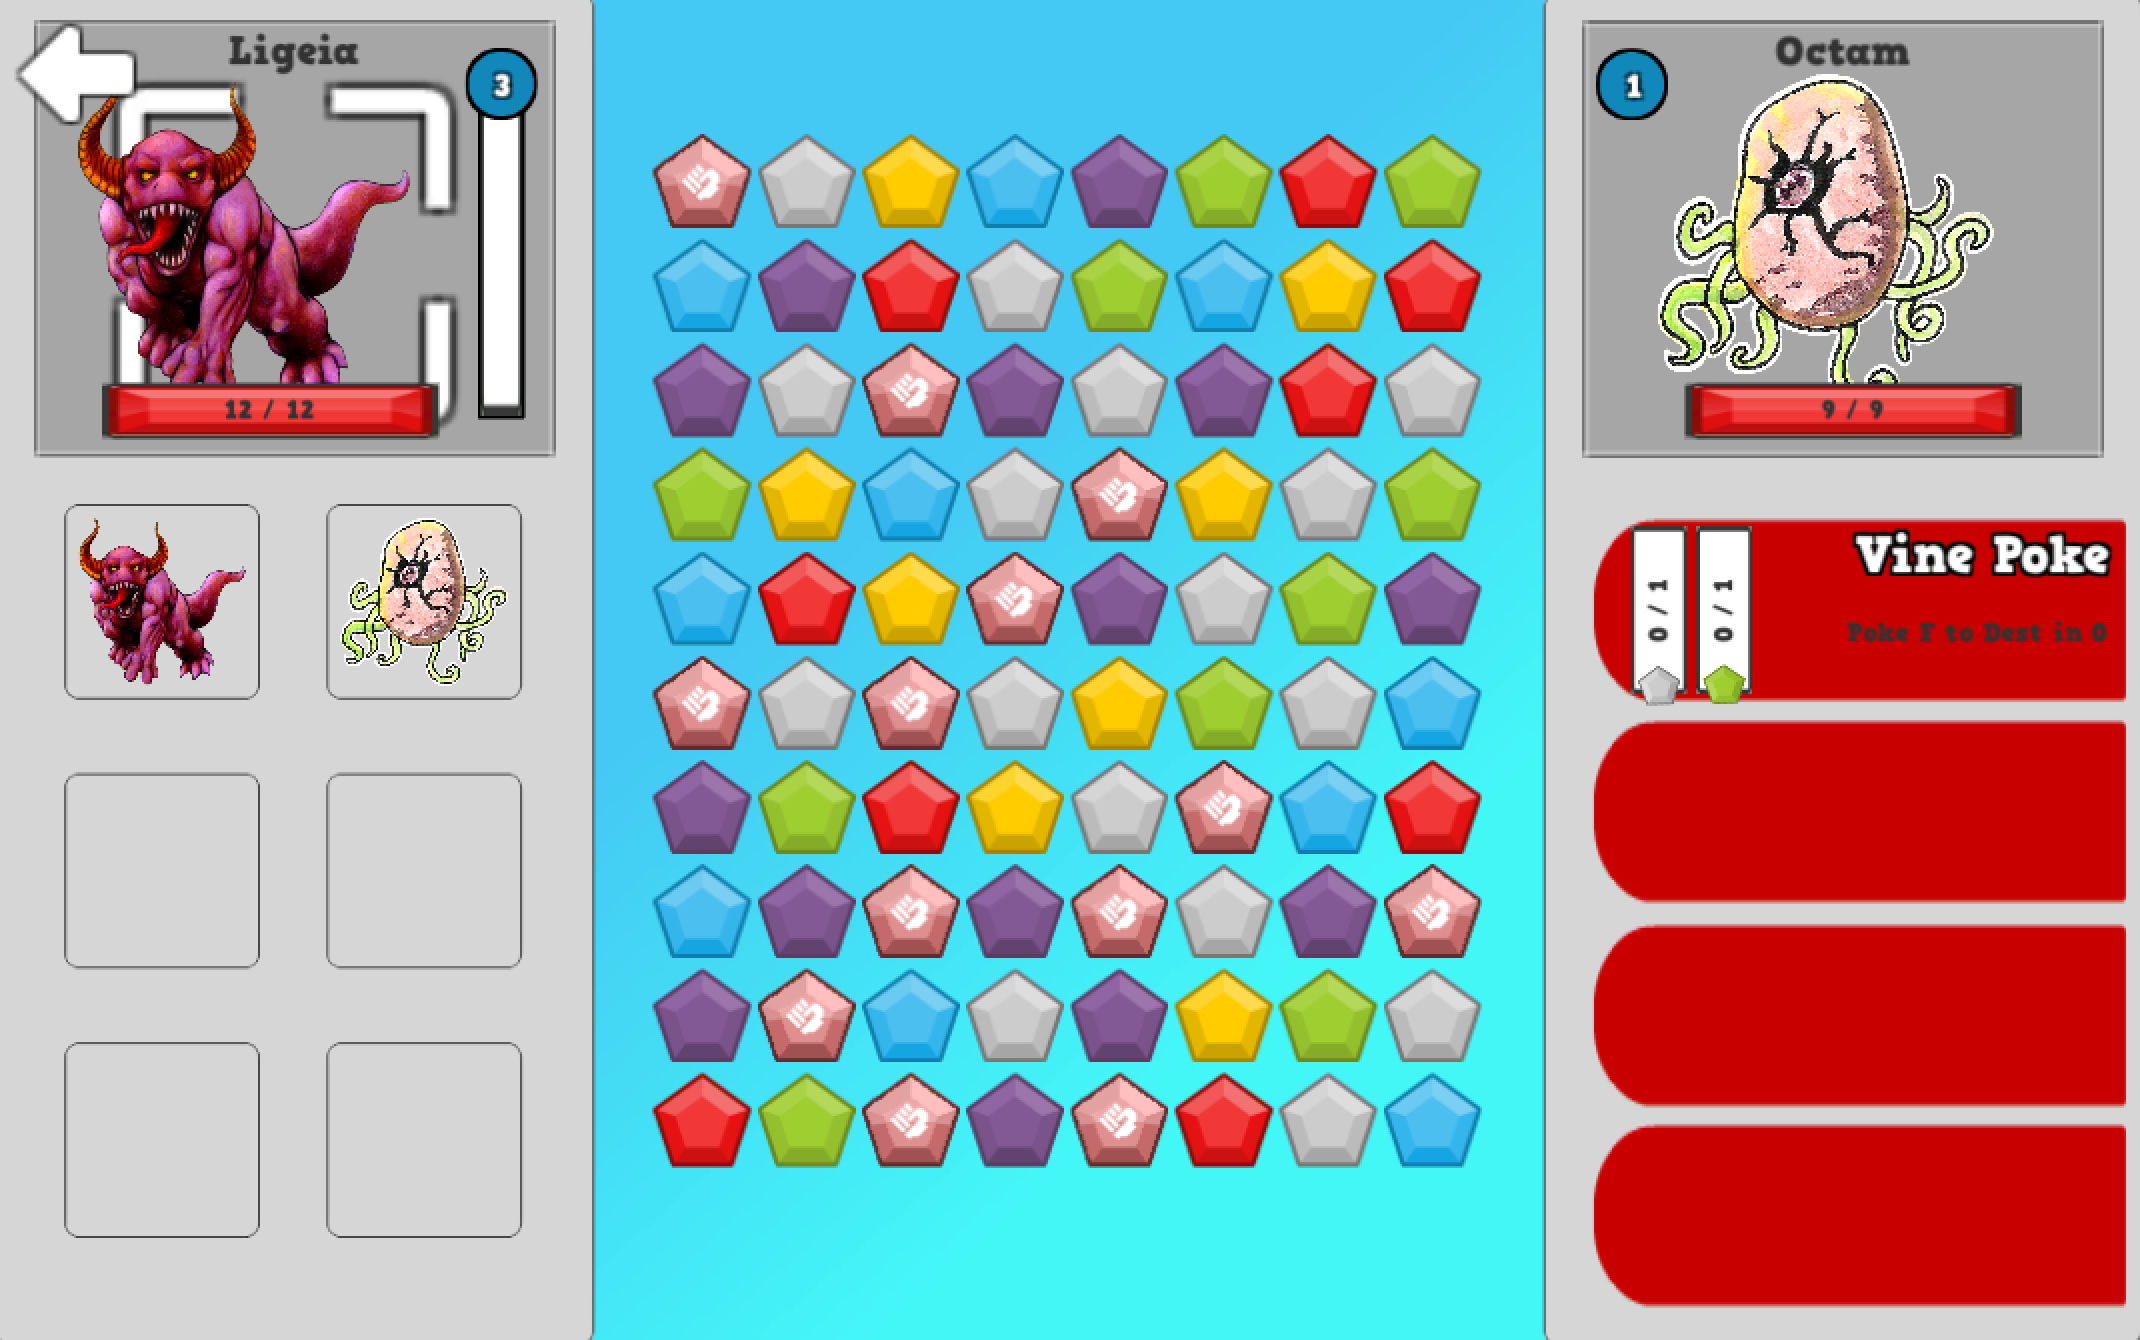 Ligeia
3
12 / 12
Octam
1
9 / 9
Vine Poke
0 / 1
0 / 1
Poke F to Dest in 0